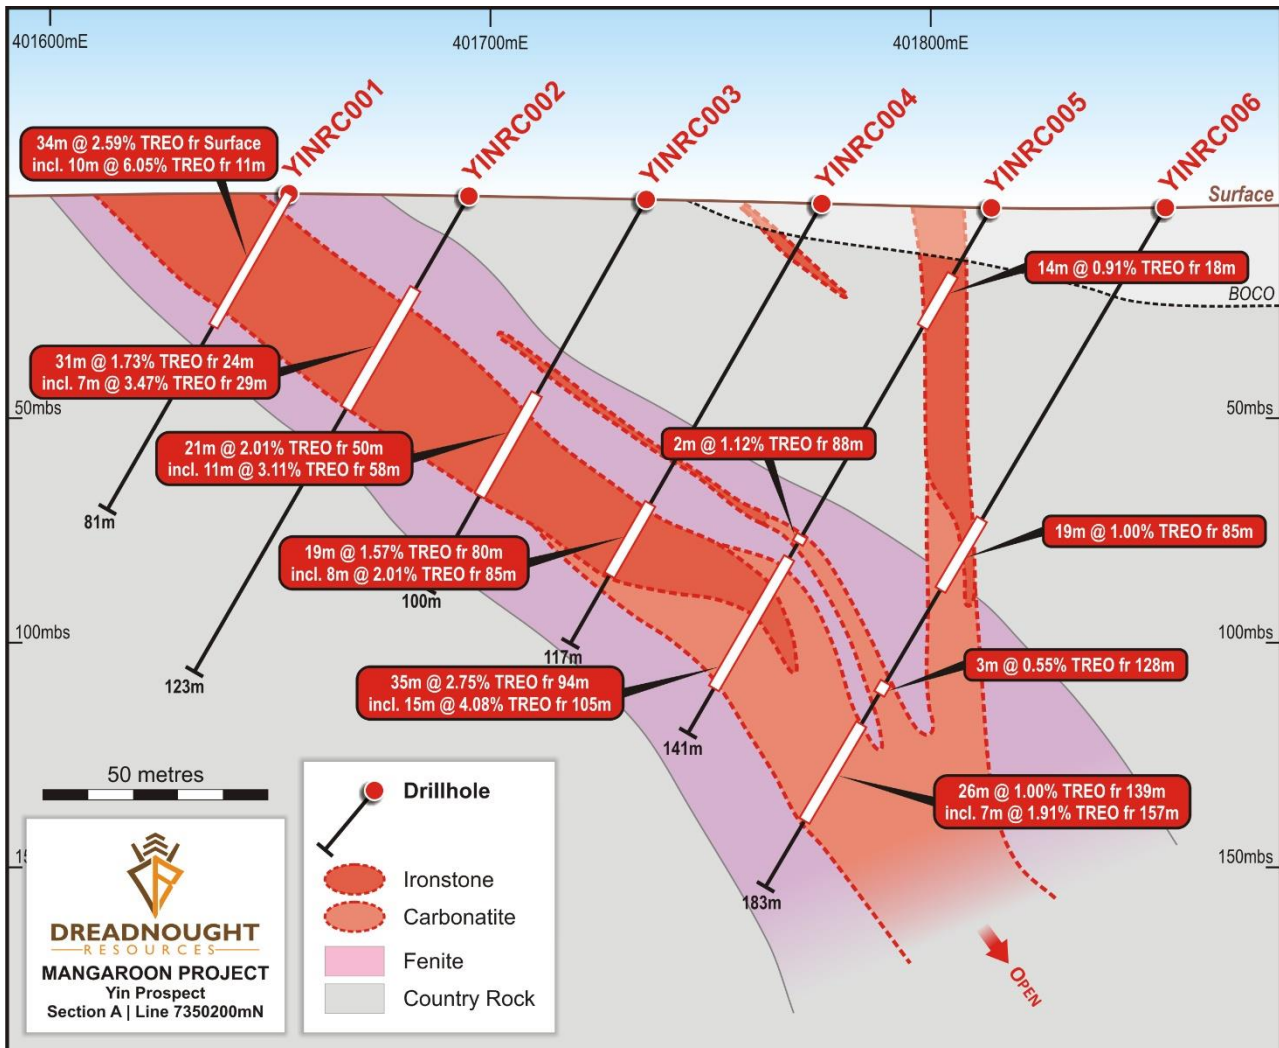 401600mE
401700mE
401800mE
YINRC001
YINRC002
YINRC003
YINRC004
YINRC005
YINRC006
34m @ 2.59% TREO fr Surface
incl. 10m @ 6.05% TREO fr 11m
Surface
14m @ 0.91% TREO fr 18m
BOCO
31m @ 1.73% TREO fr 24m
incl. 7m @ 3.47% TREO fr 29m
50mbs
50mbs
21m @ 2.01% TREO fr 50m
incl. 11m @ 3.11% TREO fr 58m
2m @ 1.12% TREO fr 88m
81m
19m @ 1.00% TREO fr 85m
19m @ 1.57% TREO fr 80m
incl. 8m @ 2.01% TREO fr 85m
100m
100mbs
100mbs
117m
3m @ 0.55% TREO fr 128m
123m
35m @ 2.75% TREO fr 94m
incl. 15m @ 4.08% TREO fr 105m
141m
50 metres
Drillhole
26m @ 1.00% TREO fr 139m
incl. 7m @ 1.91% TREO fr 157m
150mbs
Ironstone
Carbonatite
Fenite
Country Rock
183m
OPEN
DREADNOUGHT
RESOURCES
MANGAROON PROJECT
Yin Prospect
Section A | Line 7350200mN